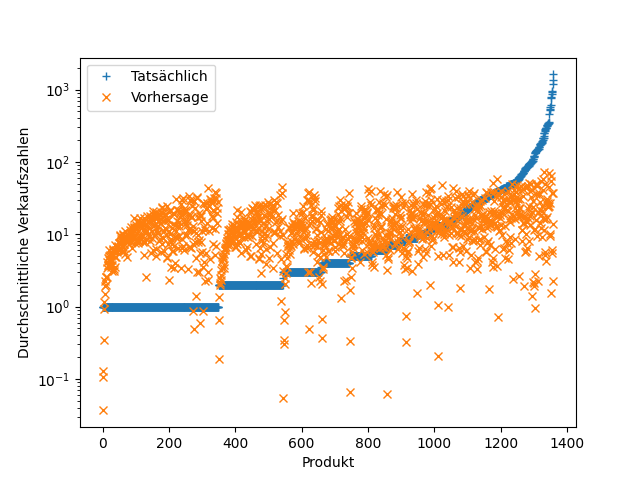 Tatsächlich
Vorhersage
Durchschnittliche Verkaufszahlen
10³
10²
10¹
10⁰
10⁻¹
0 200 400 600 800 1000 1200 1400
Produkt